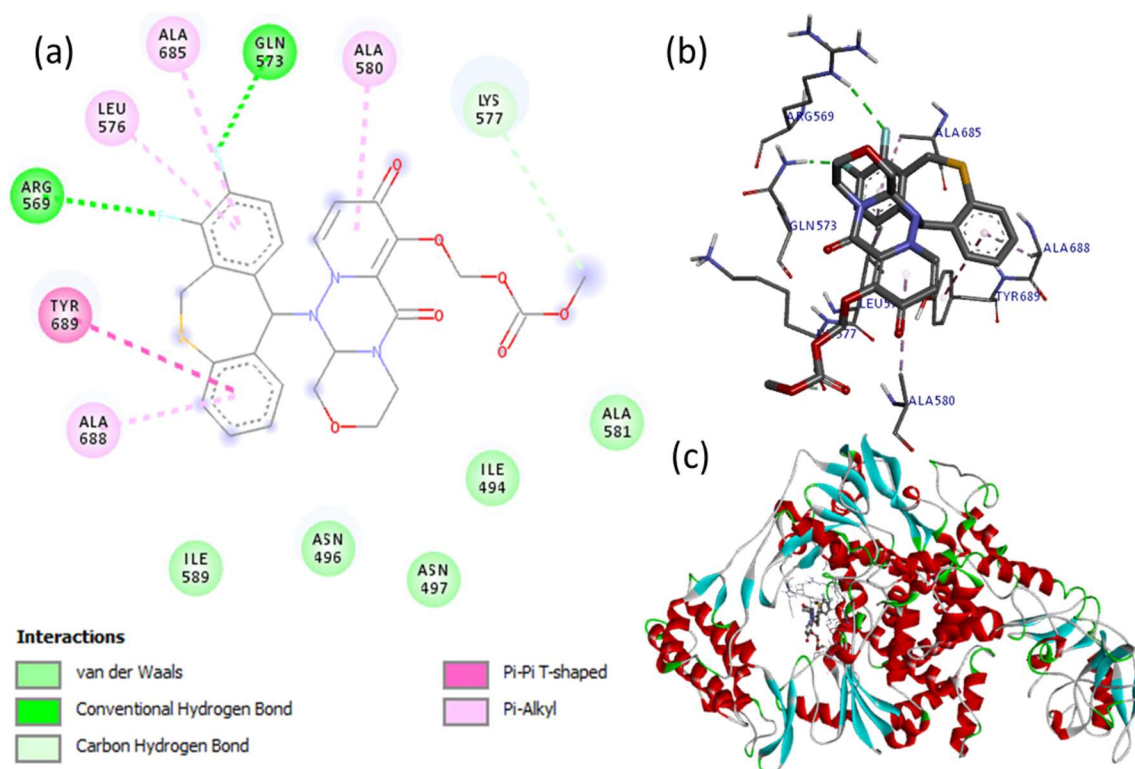 (a)
ALA
685
GLN
573
ALA
580
LYS
577
LEU
576
ARG
569
TYR
689
ALA
688
ALA
581
ILE
494
ASN
496
ASN
497
ILE
589
O
O
O
O
O
O
N
N
N
O
S
Interactions
van der Waals
Conventional Hydrogen Bond
Carbon Hydrogen Bond
Pi-Pi T-shaped
Pi-Alkyl
(b)
ARG569
ALA685
GLN573
ALA688
TYR689
ALA580
(c)